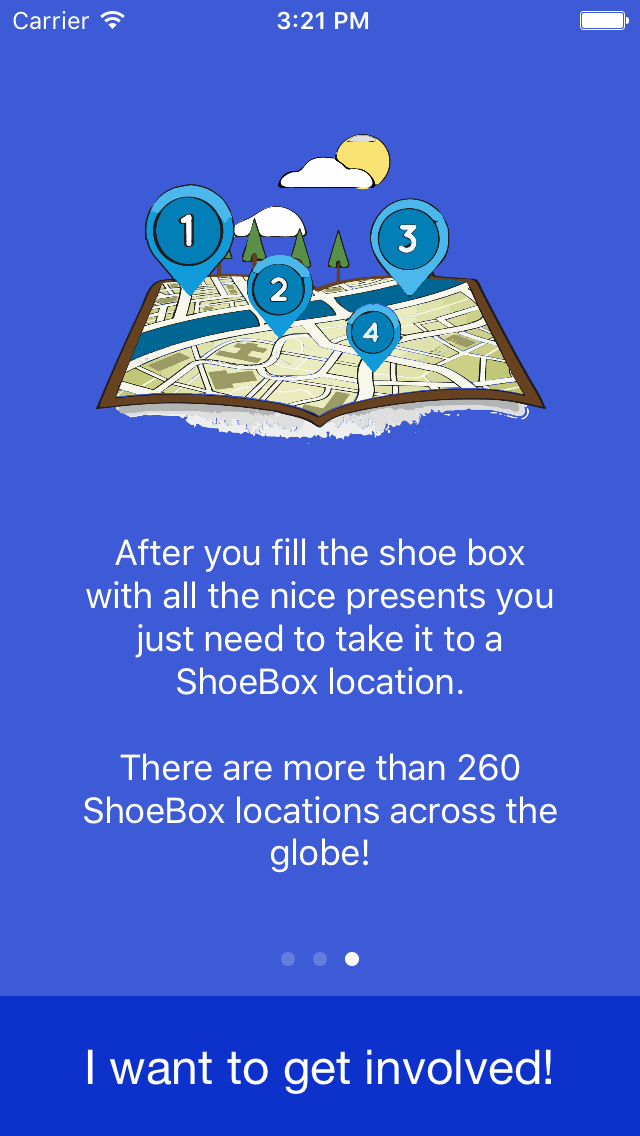 Carrier 3:21 PM
1
3
2
4
After you fill the shoe box
with all the nice presents you
just need to take it to a
ShoeBox location.
There are more than 260
ShoeBox locations across the
globe!
I want to get involved!